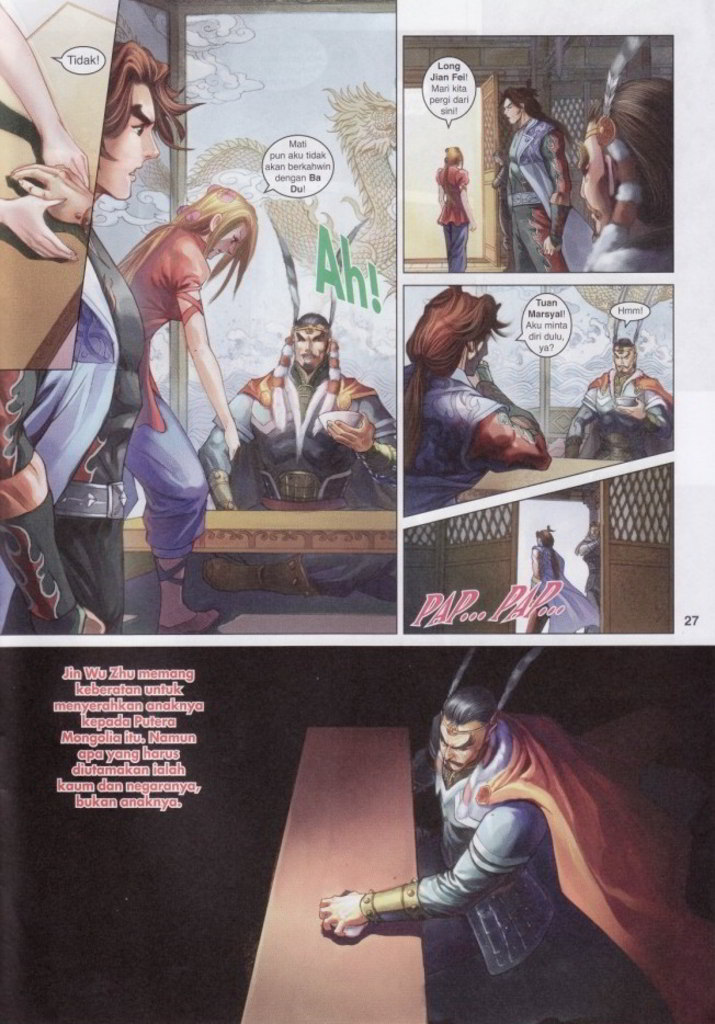 Tidak!
Mati
pun aku tidak
akan berkahwin
dengan Ba
Du!
Ah!
Long
Jian Fei!
Mari kita
pergi dari
sini!
Tuan
Marsyal!
Aku minta
diri dulu,
ya?
Hmm!
PAP... PAP...
27
Jin Wu Zhu memang
keberatan untuk
menyerahkan anaknya
kepada Putera
Mongolia itu. Namun
apa yang harus
diutamakan ialah
kaum dan negaranya,
bukan anaknya.